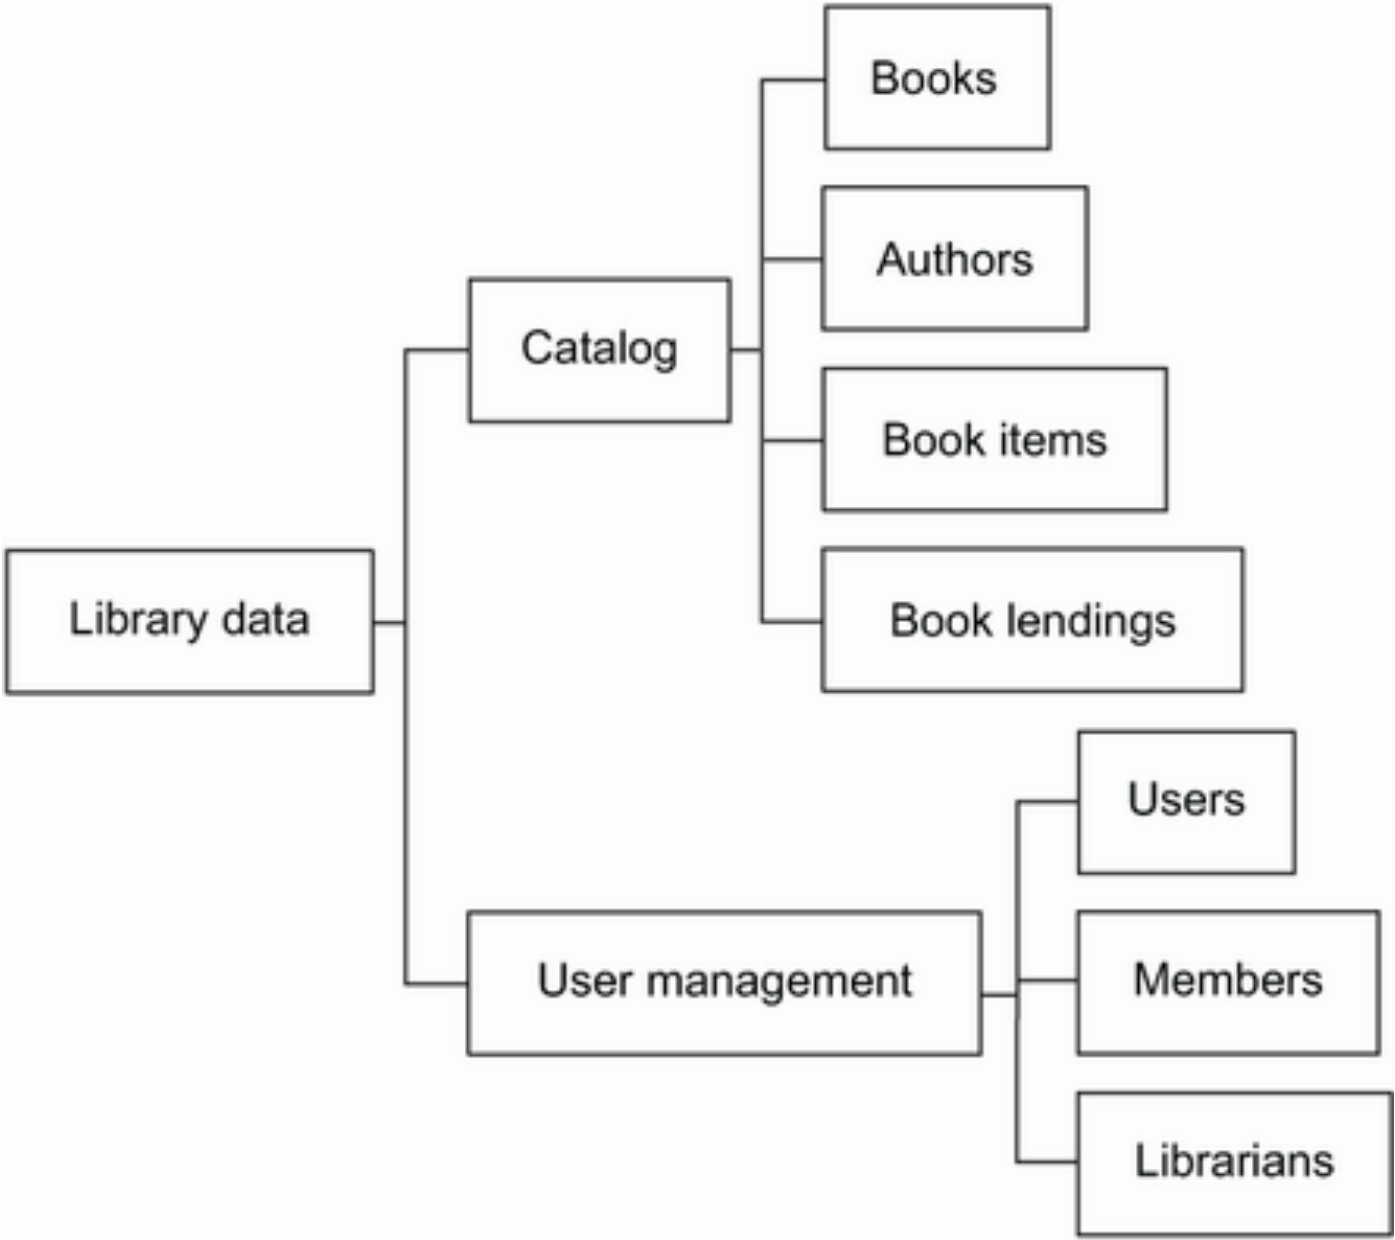 Books
Authors
Catalog
Book items
Library data
Book lendings
Users
User management
Members
Librarians